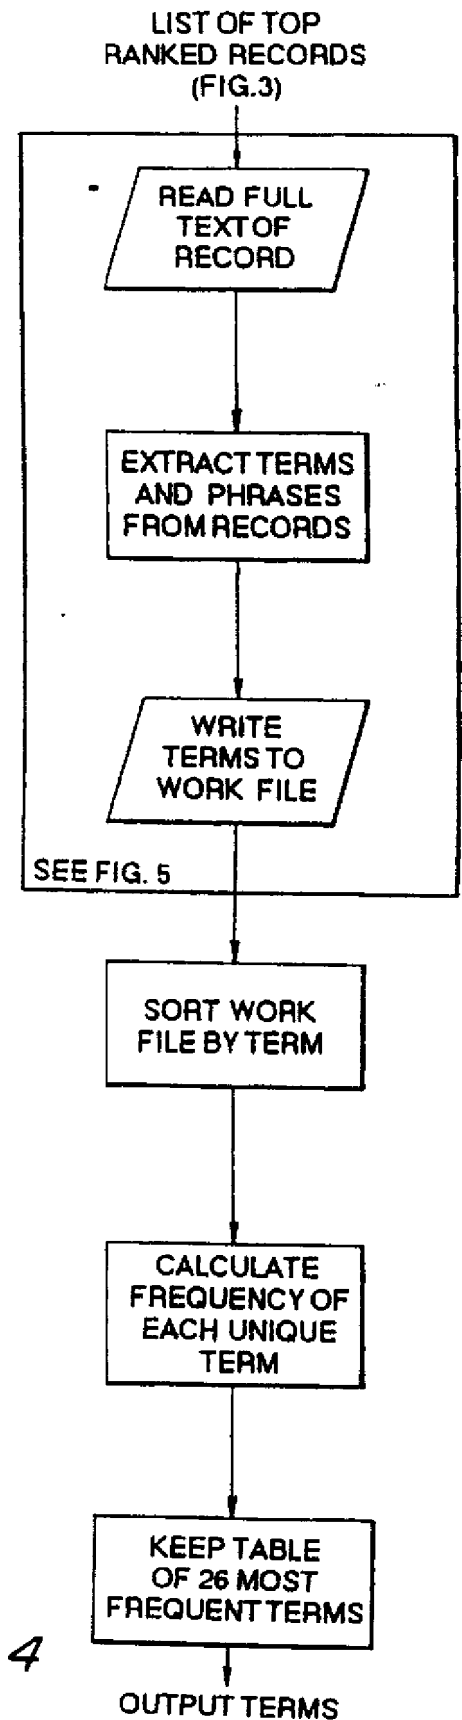 LIST OF TOP
RANKED RECORDS
(FIG.3)
READ FULL
TEXT OF
RECORD
EXTRACT TERMS
AND PHRASES
FROM RECORDS
WRITE
TERMS TO
WORK FILE
SEE FIG. 5
SORT WORK
FILE BY TERM
CALCULATE
FREQUENCY OF
EACH UNIQUE
TERM
KEEP TABLE
OF 26 MOST
FREQUENT TERMS
4
OUTPUT TERMS